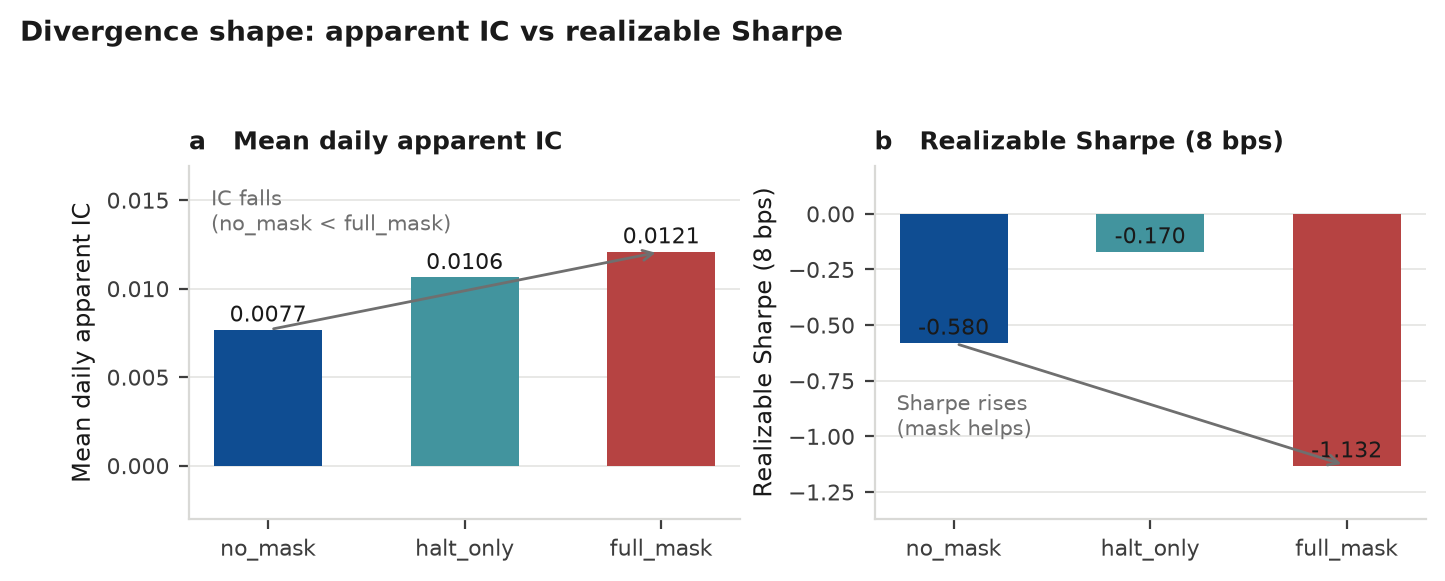 Divergence shape: apparent IC vs realizable Sharpe
a Mean daily apparent IC
Mean daily apparent IC
0.015
0.010
0.005
0.000
IC falls
(no_mask < full_mask)
0.0077
0.0106
0.0121
no_mask halt_only full_mask
b Realizable Sharpe (8 bps)
Realizable Sharpe (8 bps)
0.00
−0.25
−0.50
−0.75
−1.00
−1.25
-0.580
-0.170
-1.132
Sharpe rises
(mask helps)
no_mask halt_only full_mask